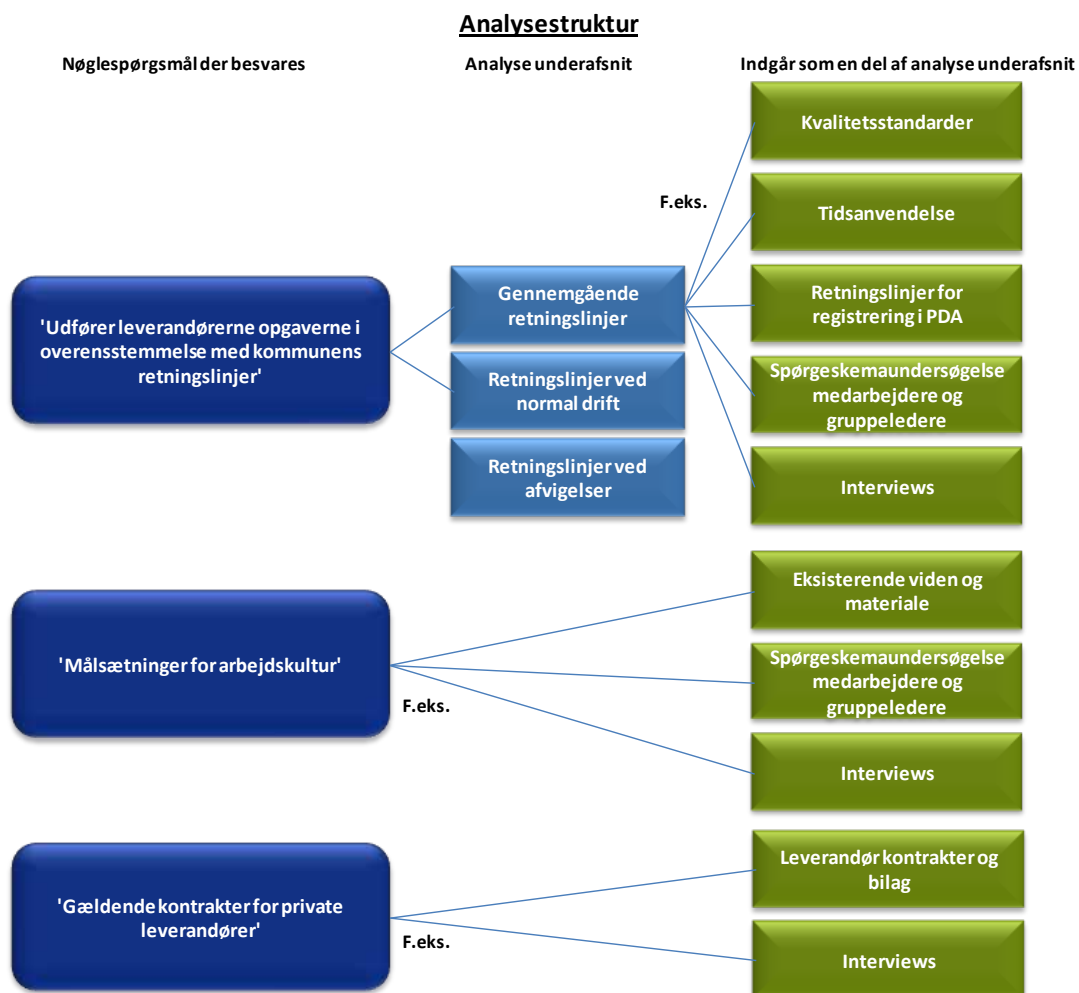 Analysestruktur
Nøglespørgsmål der besvares
Analyse underafsnit
Indgår som en del af analyse underafsnit
'Udfører leverandørerne opgaverne i
overensstemmelse med kommunens
retningslinjer'
Gennemgående
retningslinjer
Retningslinjer ved
normal drift
Retningslinjer ved
afvigelser
F.eks.
Kvalitetsstandarder
Tidsanvendelse
Retningslinjer for
registrering i PDA
Spørgeskemaundersøgelse
medarbejdere og
gruppeledere
Interviews
'Målsætninger for arbejdskultur'
F.eks.
Eksisterende viden og
materiale
Spørgeskemaundersøgelse
medarbejdere og
gruppeledere
Interviews
'Gældende kontrakter for private
leverandører'
F.eks.
Leverandør kontrakter og
bilag
Interviews